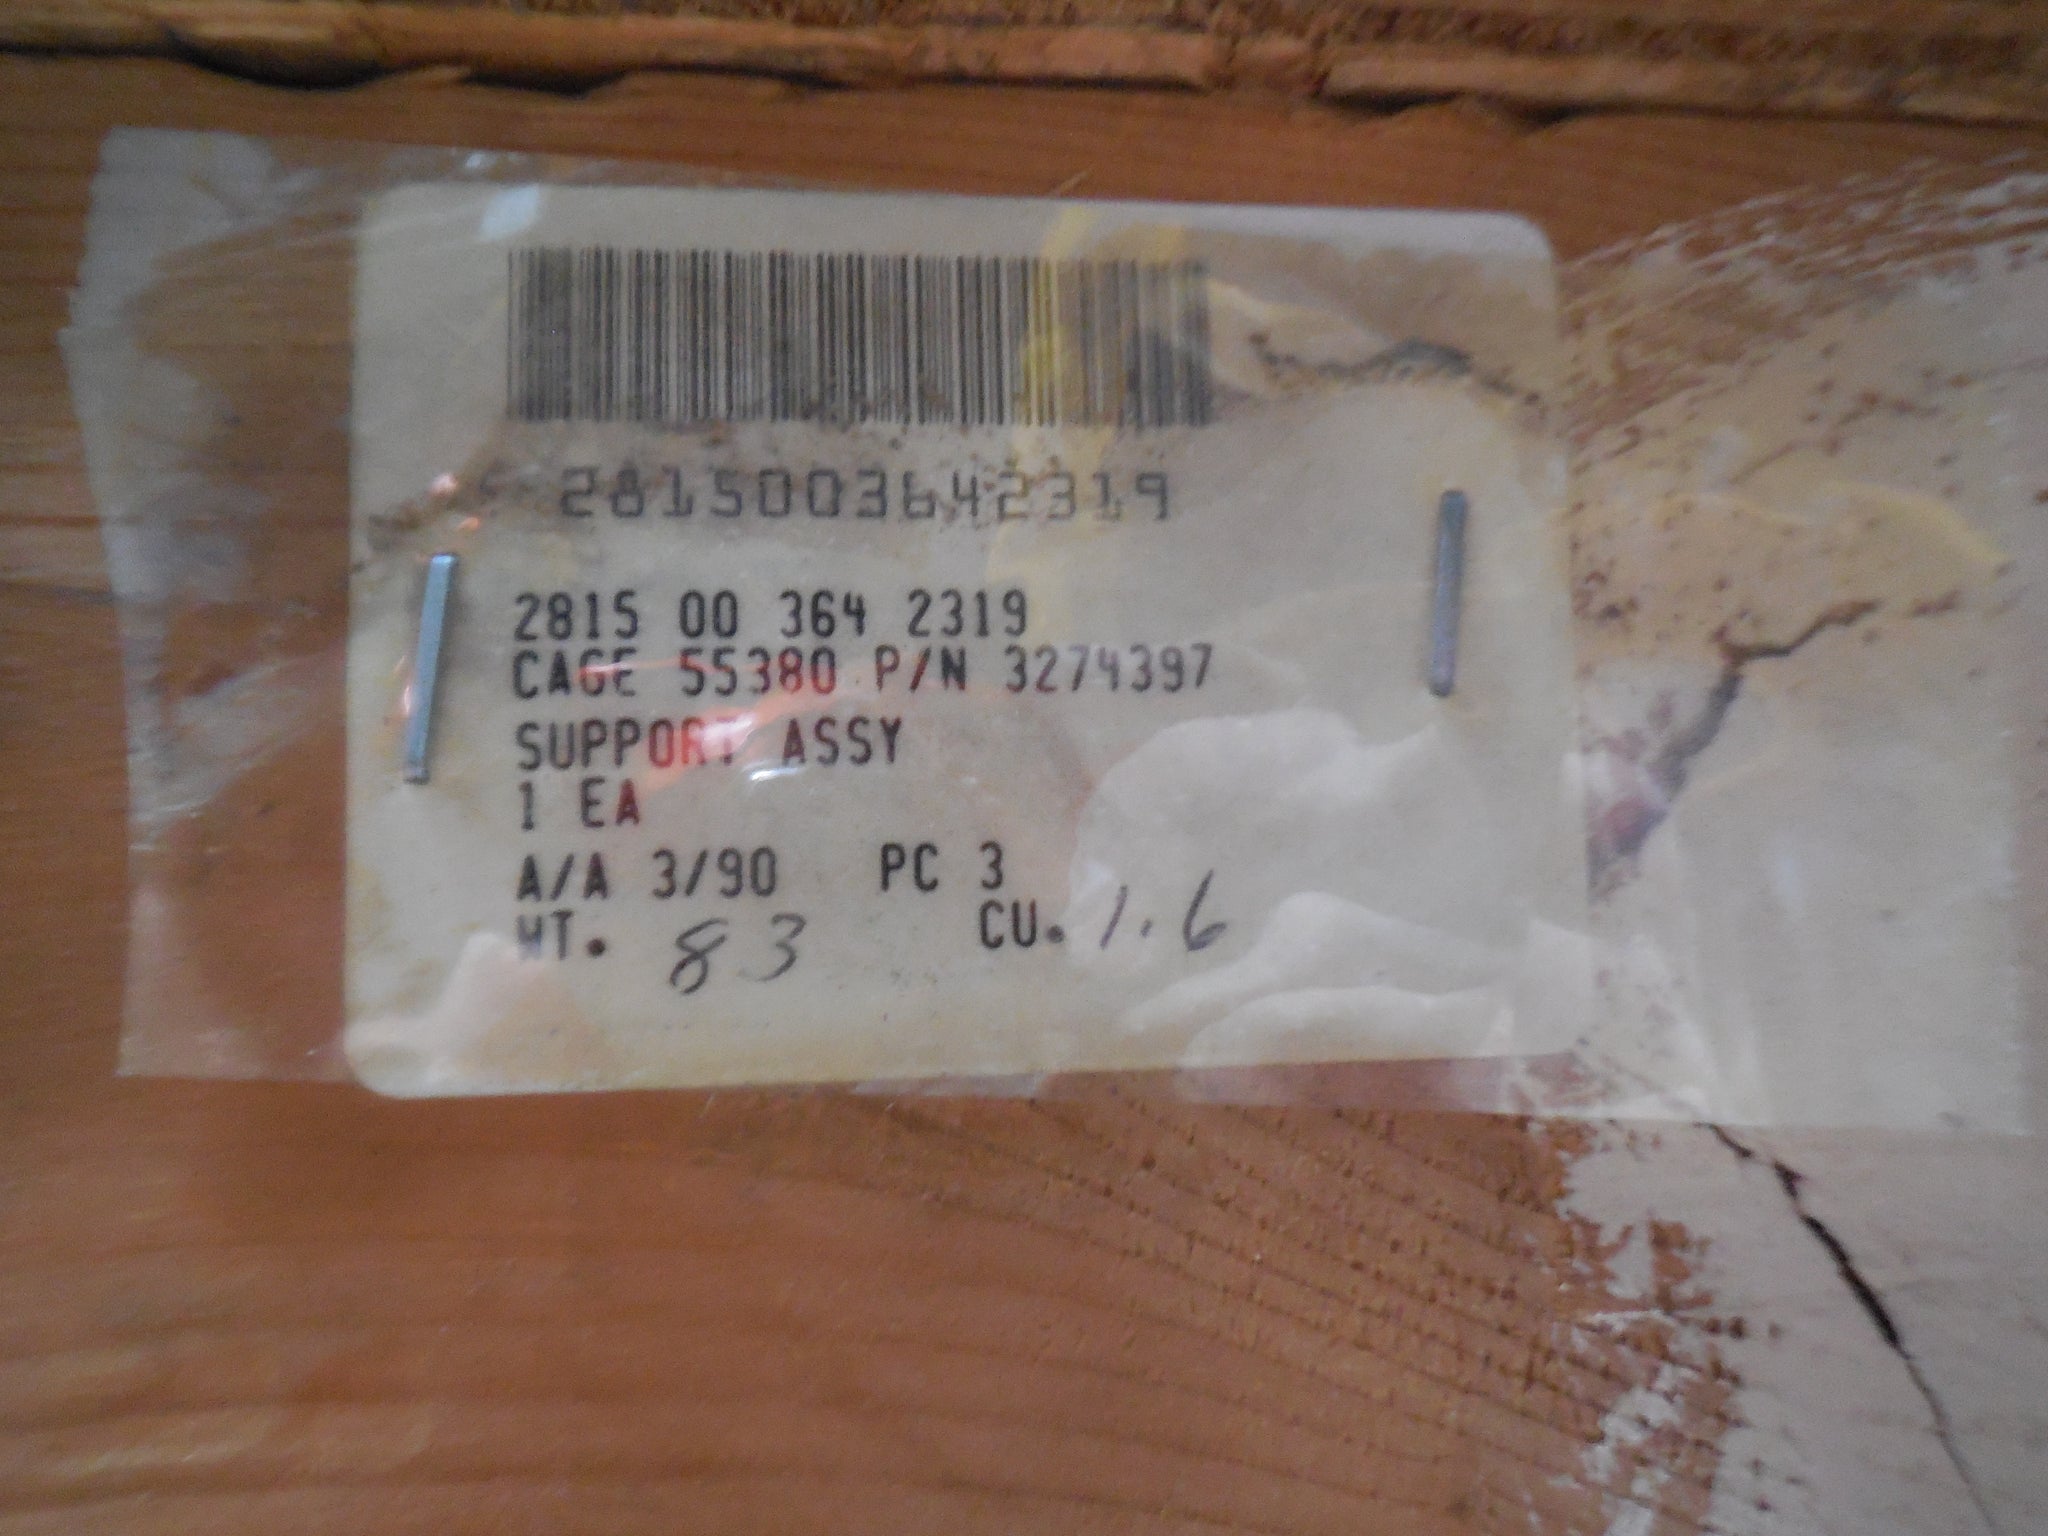 2815003642319
2815 00 364 2319
CAGE 55380 P/N 3274397
SUPPORT ASSY
1 EA
A/A 3/90 PC 3
WT. 83 CU. 1.6